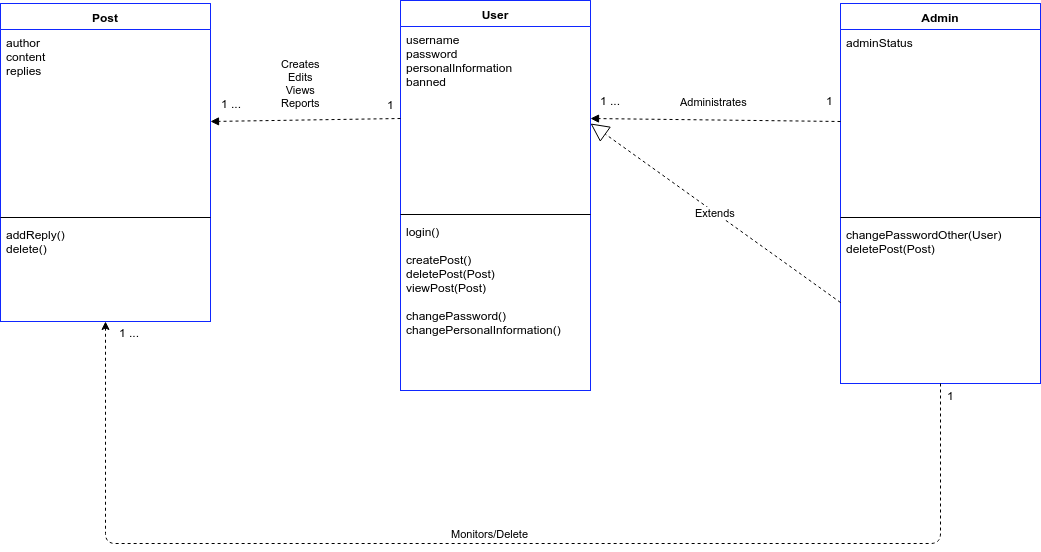 Post
author
content
replies
addReply()
delete()
1 ...
Creates
Edits
Views
Reports
1 ...
1
User
username
password
personalInformation
banned
login()
createPost()
deletePost(Post)
viewPost(Post)
changePassword()
changePersonalInformation()
1 ...
Administrates
1
Extends
Admin
adminStatus
changePasswordOther(User)
deletePost(Post)
1
Monitors/Delete